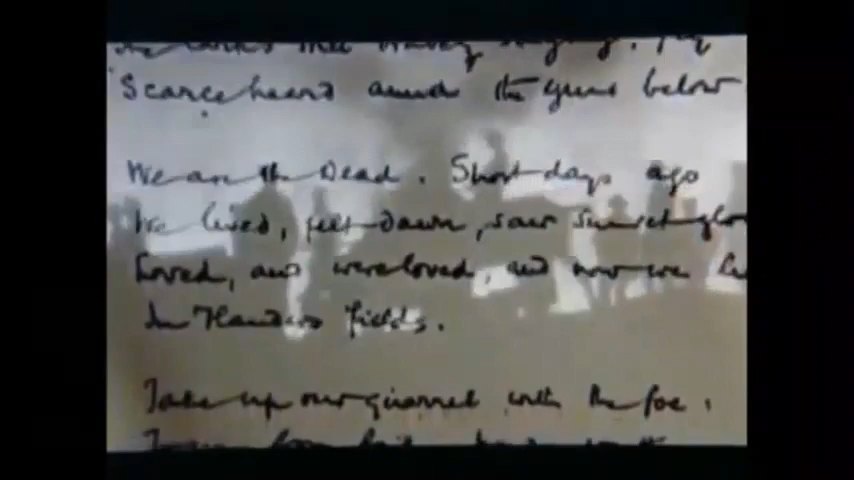 Scarce heard amid the guns below
We are the Dead. Short days ago
We lived, felt dawn, saw sunset glo
Loved, and were loved, and now we
In Flanders fields.
Take up our quarrel with the foe.